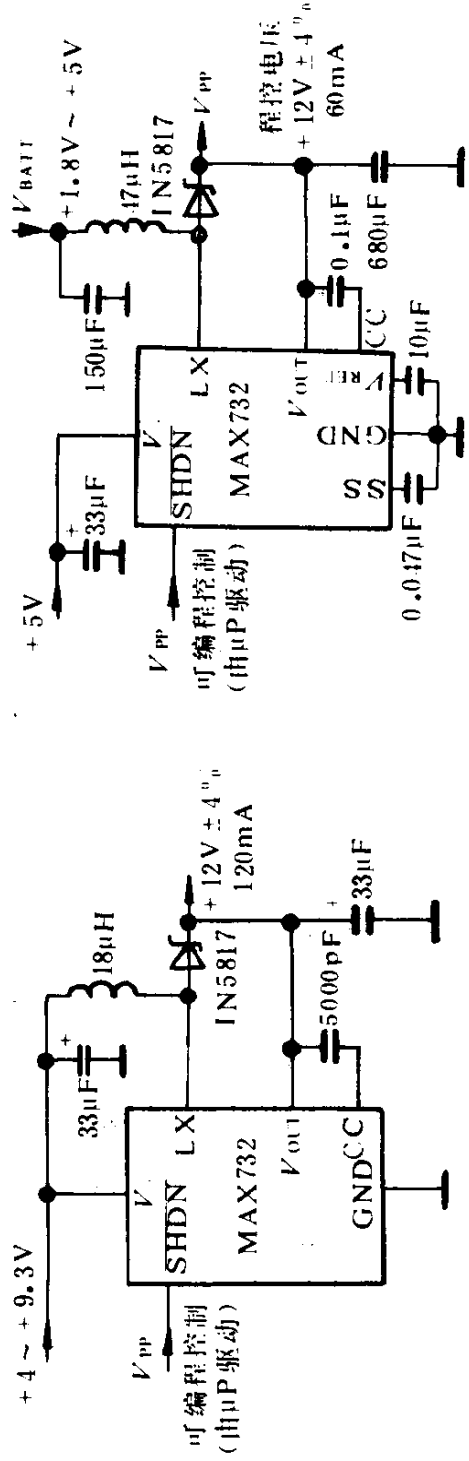 +4～+9.3V
33μF
+
18μH
V
SHDN
LX
MAX732
VOUT
GND
CC
VPP
可编程控制
(由μP驱动)
IN5817
+12V±4%
120mA
5000pF
+
33μF
+5V
+
33μF
VBATT
+1.8V～+5V
150μF
47μH
IN5817
VPP
V
SHDN
LX
MAX732
VOUT
SS
GND
VREF
CC
VPP
可编程控制
(由μP驱动)
程控电压
+12V±4%
60mA
0.1μF
680μF
0.047μF
10μF